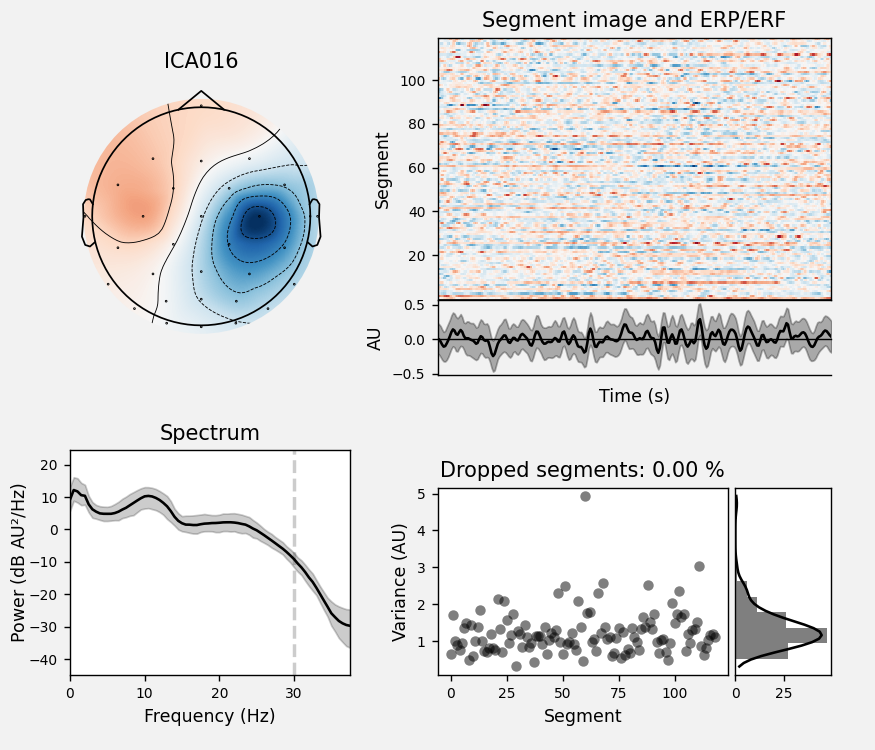 ICA016
Segment image and ERP/ERF
Segment
100
80
60
40
20
AU
0.5
0.0
−0.5
Time (s)
Spectrum
Power (dB AU²/Hz)
20
10
0
−10
−20
−30
−40
0 10 20 30
Frequency (Hz)
Dropped segments: 0.00 %
Variance (AU)
5
4
3
2
1
0 25 50 75 100
Segment
0 25